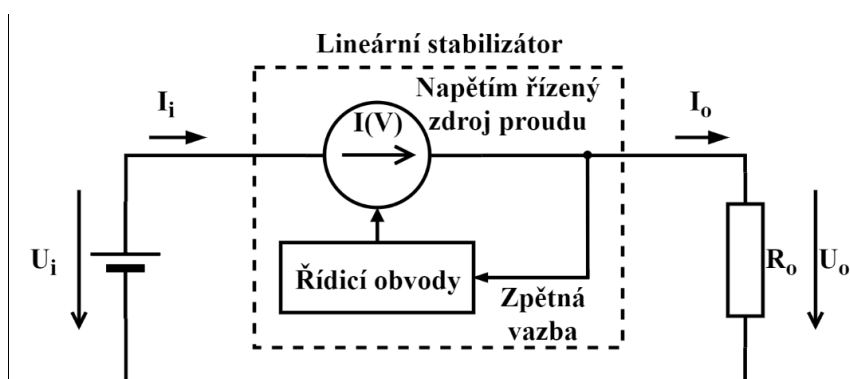 Lineární stabilizátor
Napětím řízený
zdroj proudu
I(V)
Ii
Io
Ui
Řídicí obvody
Zpětná
vazba
Ro
Uo